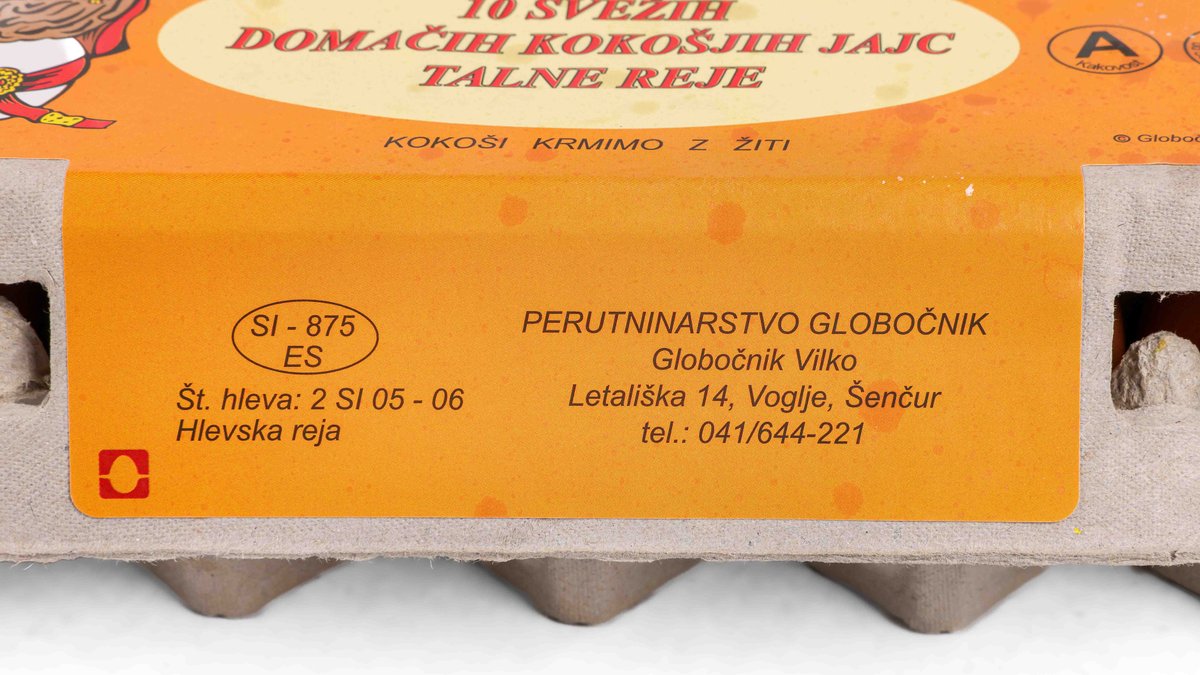 10 SVEŽIH
DOMAČIH KOKOŠJIH JAJC
TALNE REJE
A
Kakovost
KOKOŠI KRMIMO Z ŽITI
©
SI - 875
ES
Št. hleva: 2 SI 05 - 06
Hlevska reja
PERUTNINARSTVO GLOBOČNIK
Globočnik Vilko
Letališka 14, Voglje, Šenčur
tel.: 041/644-221